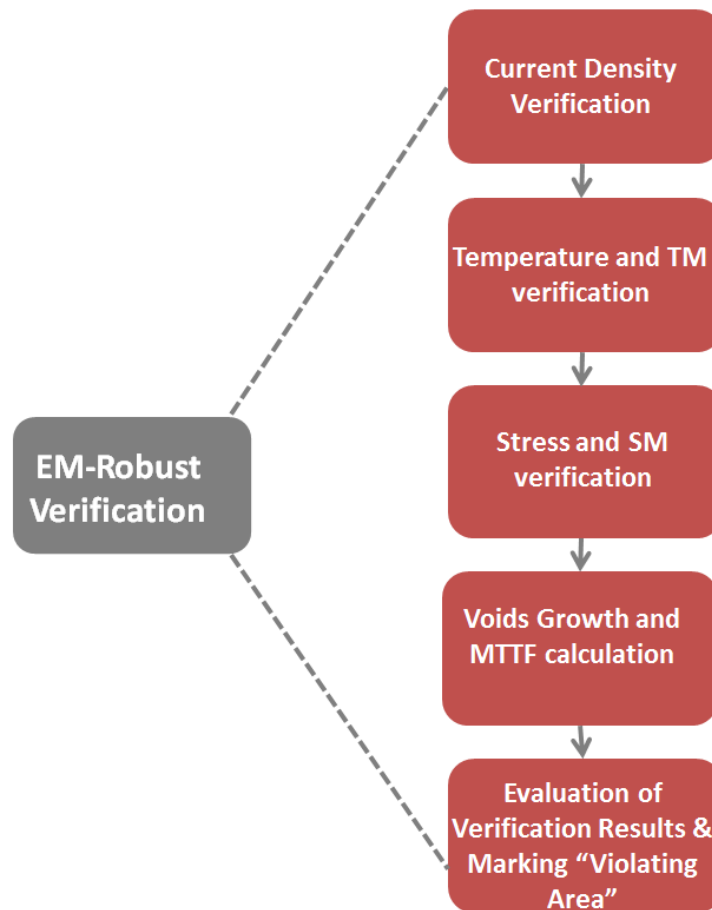 Current Density
Verification
Temperature and TM
verification
Stress and SM
verification
EM-Robust
Verification
Voids Growth and
MTTF calculation
Evaluation of
Verification Results &
Marking “Violating
Area”